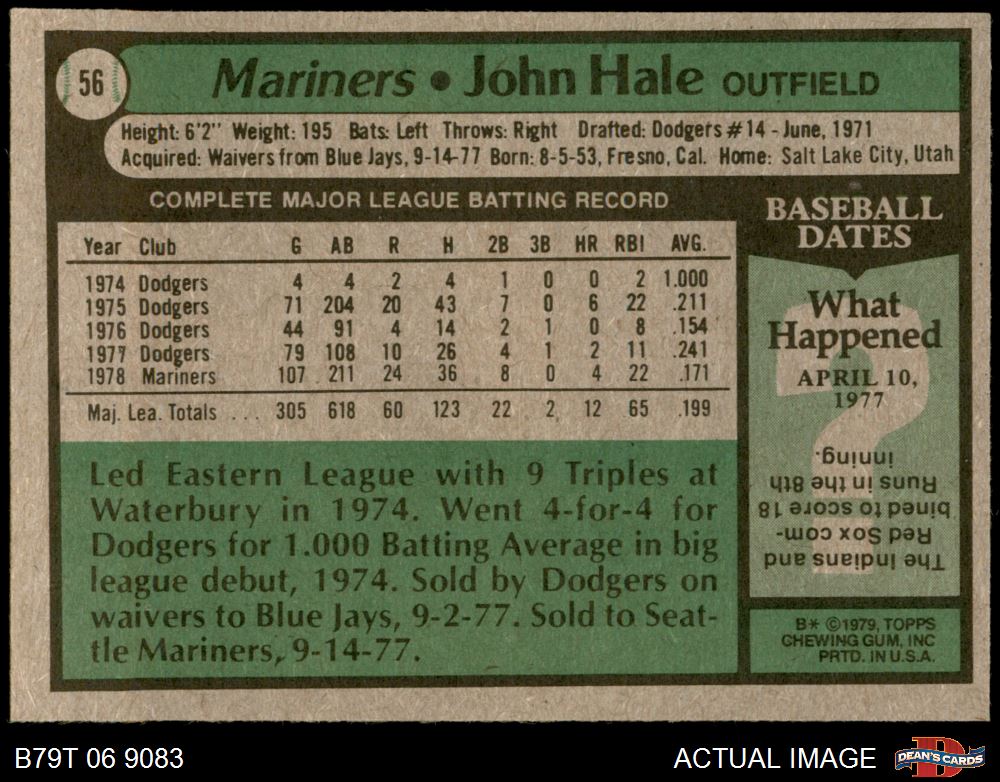 56
Mariners • John Hale OUTFIELD
Height: 6'2" Weight: 195 Bats: Left Throws: Right Drafted: Dodgers #14 - June, 1971
Acquired: Waivers from Blue Jays, 9-14-77 Born: 8-5-53, Fresno, Cal. Home: Salt Lake City, Utah
COMPLETE MAJOR LEAGUE BATTING RECORD
Year Club G AB R H 2B 3B HR RBI AVG.
1974 Dodgers 4 4 2 4 1 0 0 2 1.000
1975 Dodgers 71 204 20 43 7 0 6 22 .211
1976 Dodgers 44 91 4 14 2 1 0 8 .154
1977 Dodgers 79 108 10 26 4 1 2 11 .241
1978 Mariners 107 211 24 36 8 0 4 22 .171
Maj. Lea. Totals ... 305 618 60 123 22 2 12 65 .199
Led Eastern League with 9 Triples at
Waterbury in 1974. Went 4-for-4 for
Dodgers for 1.000 Batting Average in big
league debut, 1974. Sold by Dodgers on
waivers to Blue Jays, 9-2-77. Sold to Seat-
tle Mariners, 9-14-77.
BASEBALL
DATES
What
Happened
APRIL 10,
1977
?
The Indians and
Red Sox com-
bined to score 18
Runs in the 8th
inning.
B* ©1979, TOPPS
CHEWING GUM, INC
PRTD. IN U.S.A.
B79T 06 9083
ACTUAL IMAGE
D
DEAN'S CARDS